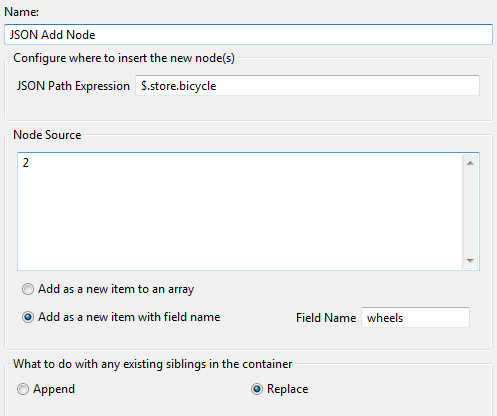 Name:
JSON Add Node
Configure where to insert the new node(s)
JSON Path Expression $.store.bicycle
Node Source
2
Add as a new item to an array
Add as a new item with field name Field Name wheels
What to do with any existing siblings in the container
Append Replace